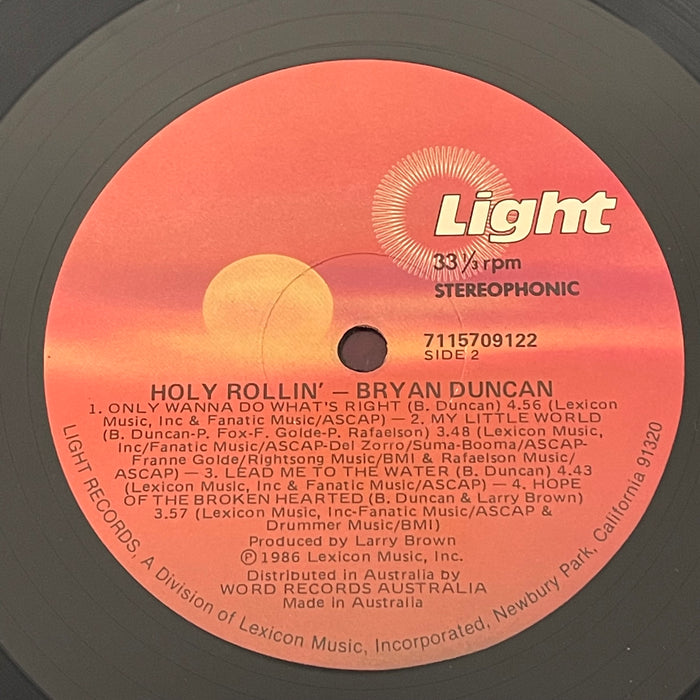 Light
33 1/3 rpm
STEREOPHONIC
7115709122
SIDE 2
HOLY ROLLIN' – BRYAN DUNCAN
1. ONLY WANNA DO WHAT'S RIGHT (B. Duncan) 4.56 (Lexicon
Music, Inc & Fanatic Music/ASCAP) – 2. MY LITTLE WORLD
(B. Duncan-P. Fox-F. Golde-P. Rafaelson) 3.48 (Lexicon Music,
Inc/Fanatic Music/ASCAP-Del Zorro/Suma-Booma/ASCAP-
Franne Golde/Rightsong Music/BMI & Rafaelson Music/
ASCAP) – 3. LEAD ME TO THE WATER (B. Duncan) 4.43
(Lexicon Music, Inc & Fanatic Music/ASCAP) – 4. HOPE
OF THE BROKEN HEARTED (B. Duncan & Larry Brown)
3.57 (Lexicon Music, Inc-Fanatic Music/ASCAP &
Drummer Music/BMI)
Produced by Larry Brown
℗ 1986 Lexicon Music, Inc.
Distributed in Australia by
WORD RECORDS AUSTRALIA
Made in Australia
LIGHT RECORDS, A Division of Lexicon Music, Incorporated, Newbury Park, California 91320